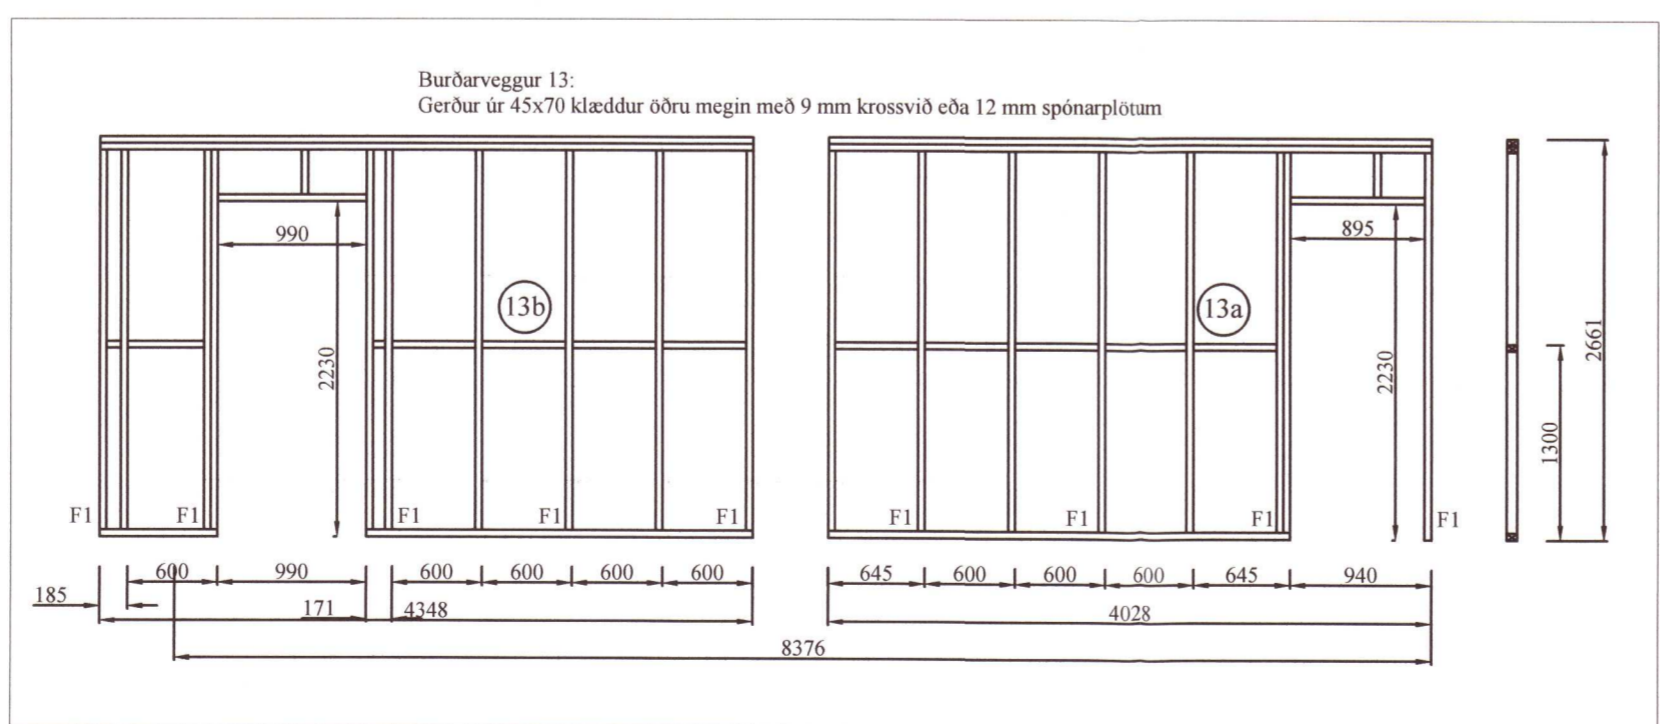 Burðarveggur 13:
Gerður úr 45x70 klæddur öðru megin með 9 mm krossvið eða 12 mm spónarplötum
990
895
13b
13a
2230
2230
2661
1300
F1
F1
F1
F1
F1
F1
F1
F1
F1
600
990
600
600
600
600
645
600
600
600
645
940
185
171
4348
4028
8376